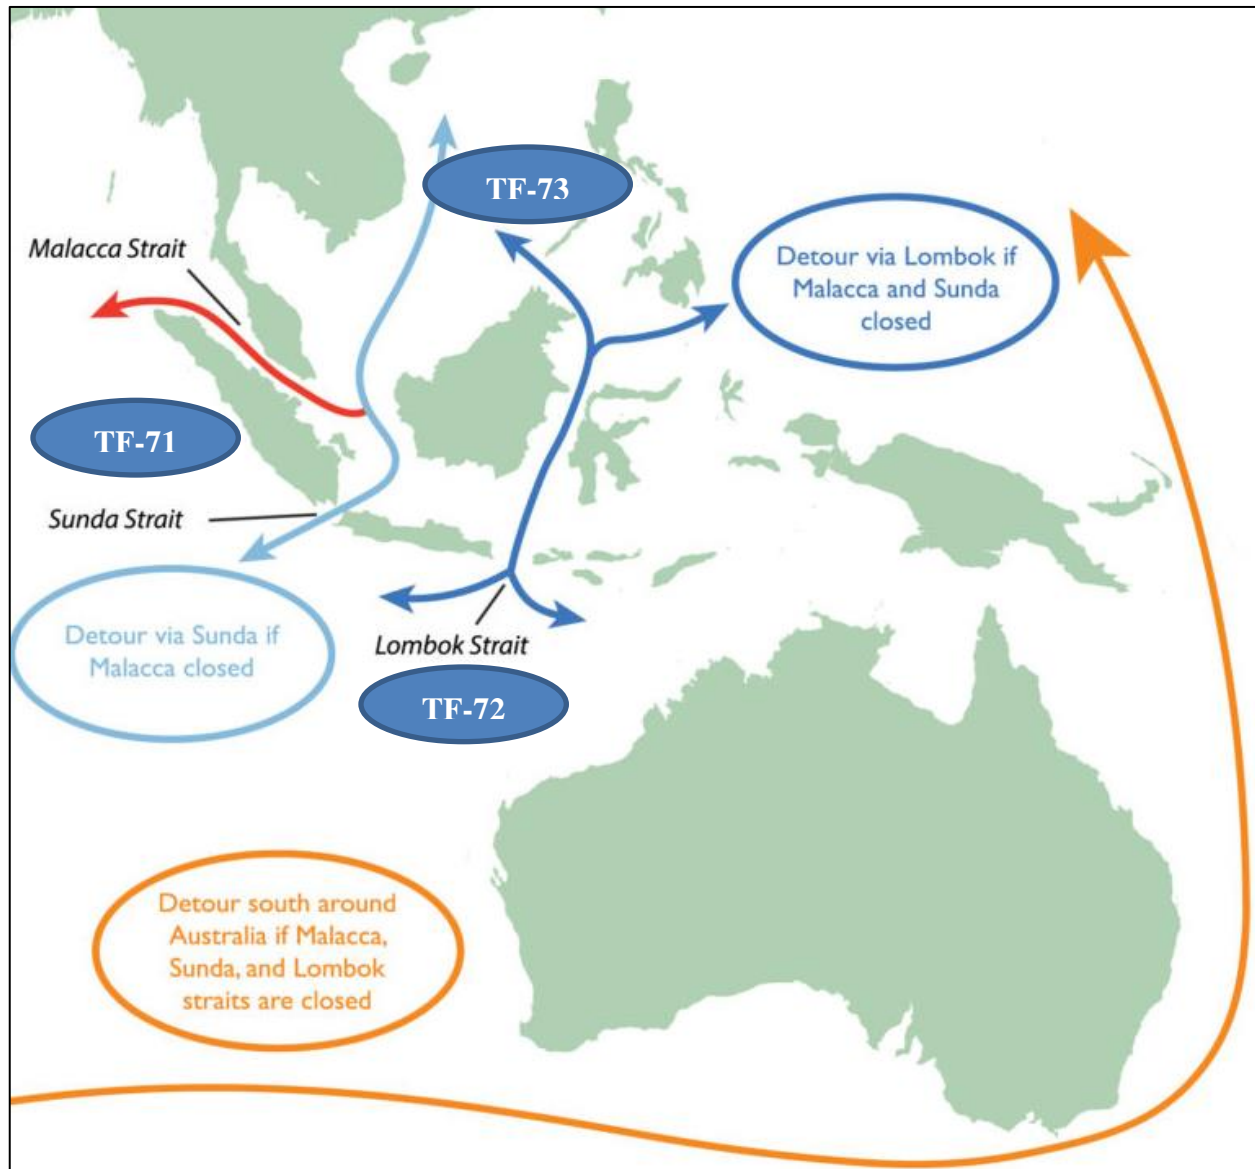 TF-73
Malacca Strait
Detour via Lombok if
Malacca and Sunda
closed
TF-71
Sunda Strait
Detour via Sunda if
Malacca closed
Lombok Strait
TF-72
Detour south around
Australia if Malacca,
Sunda, and Lombok
straits are closed